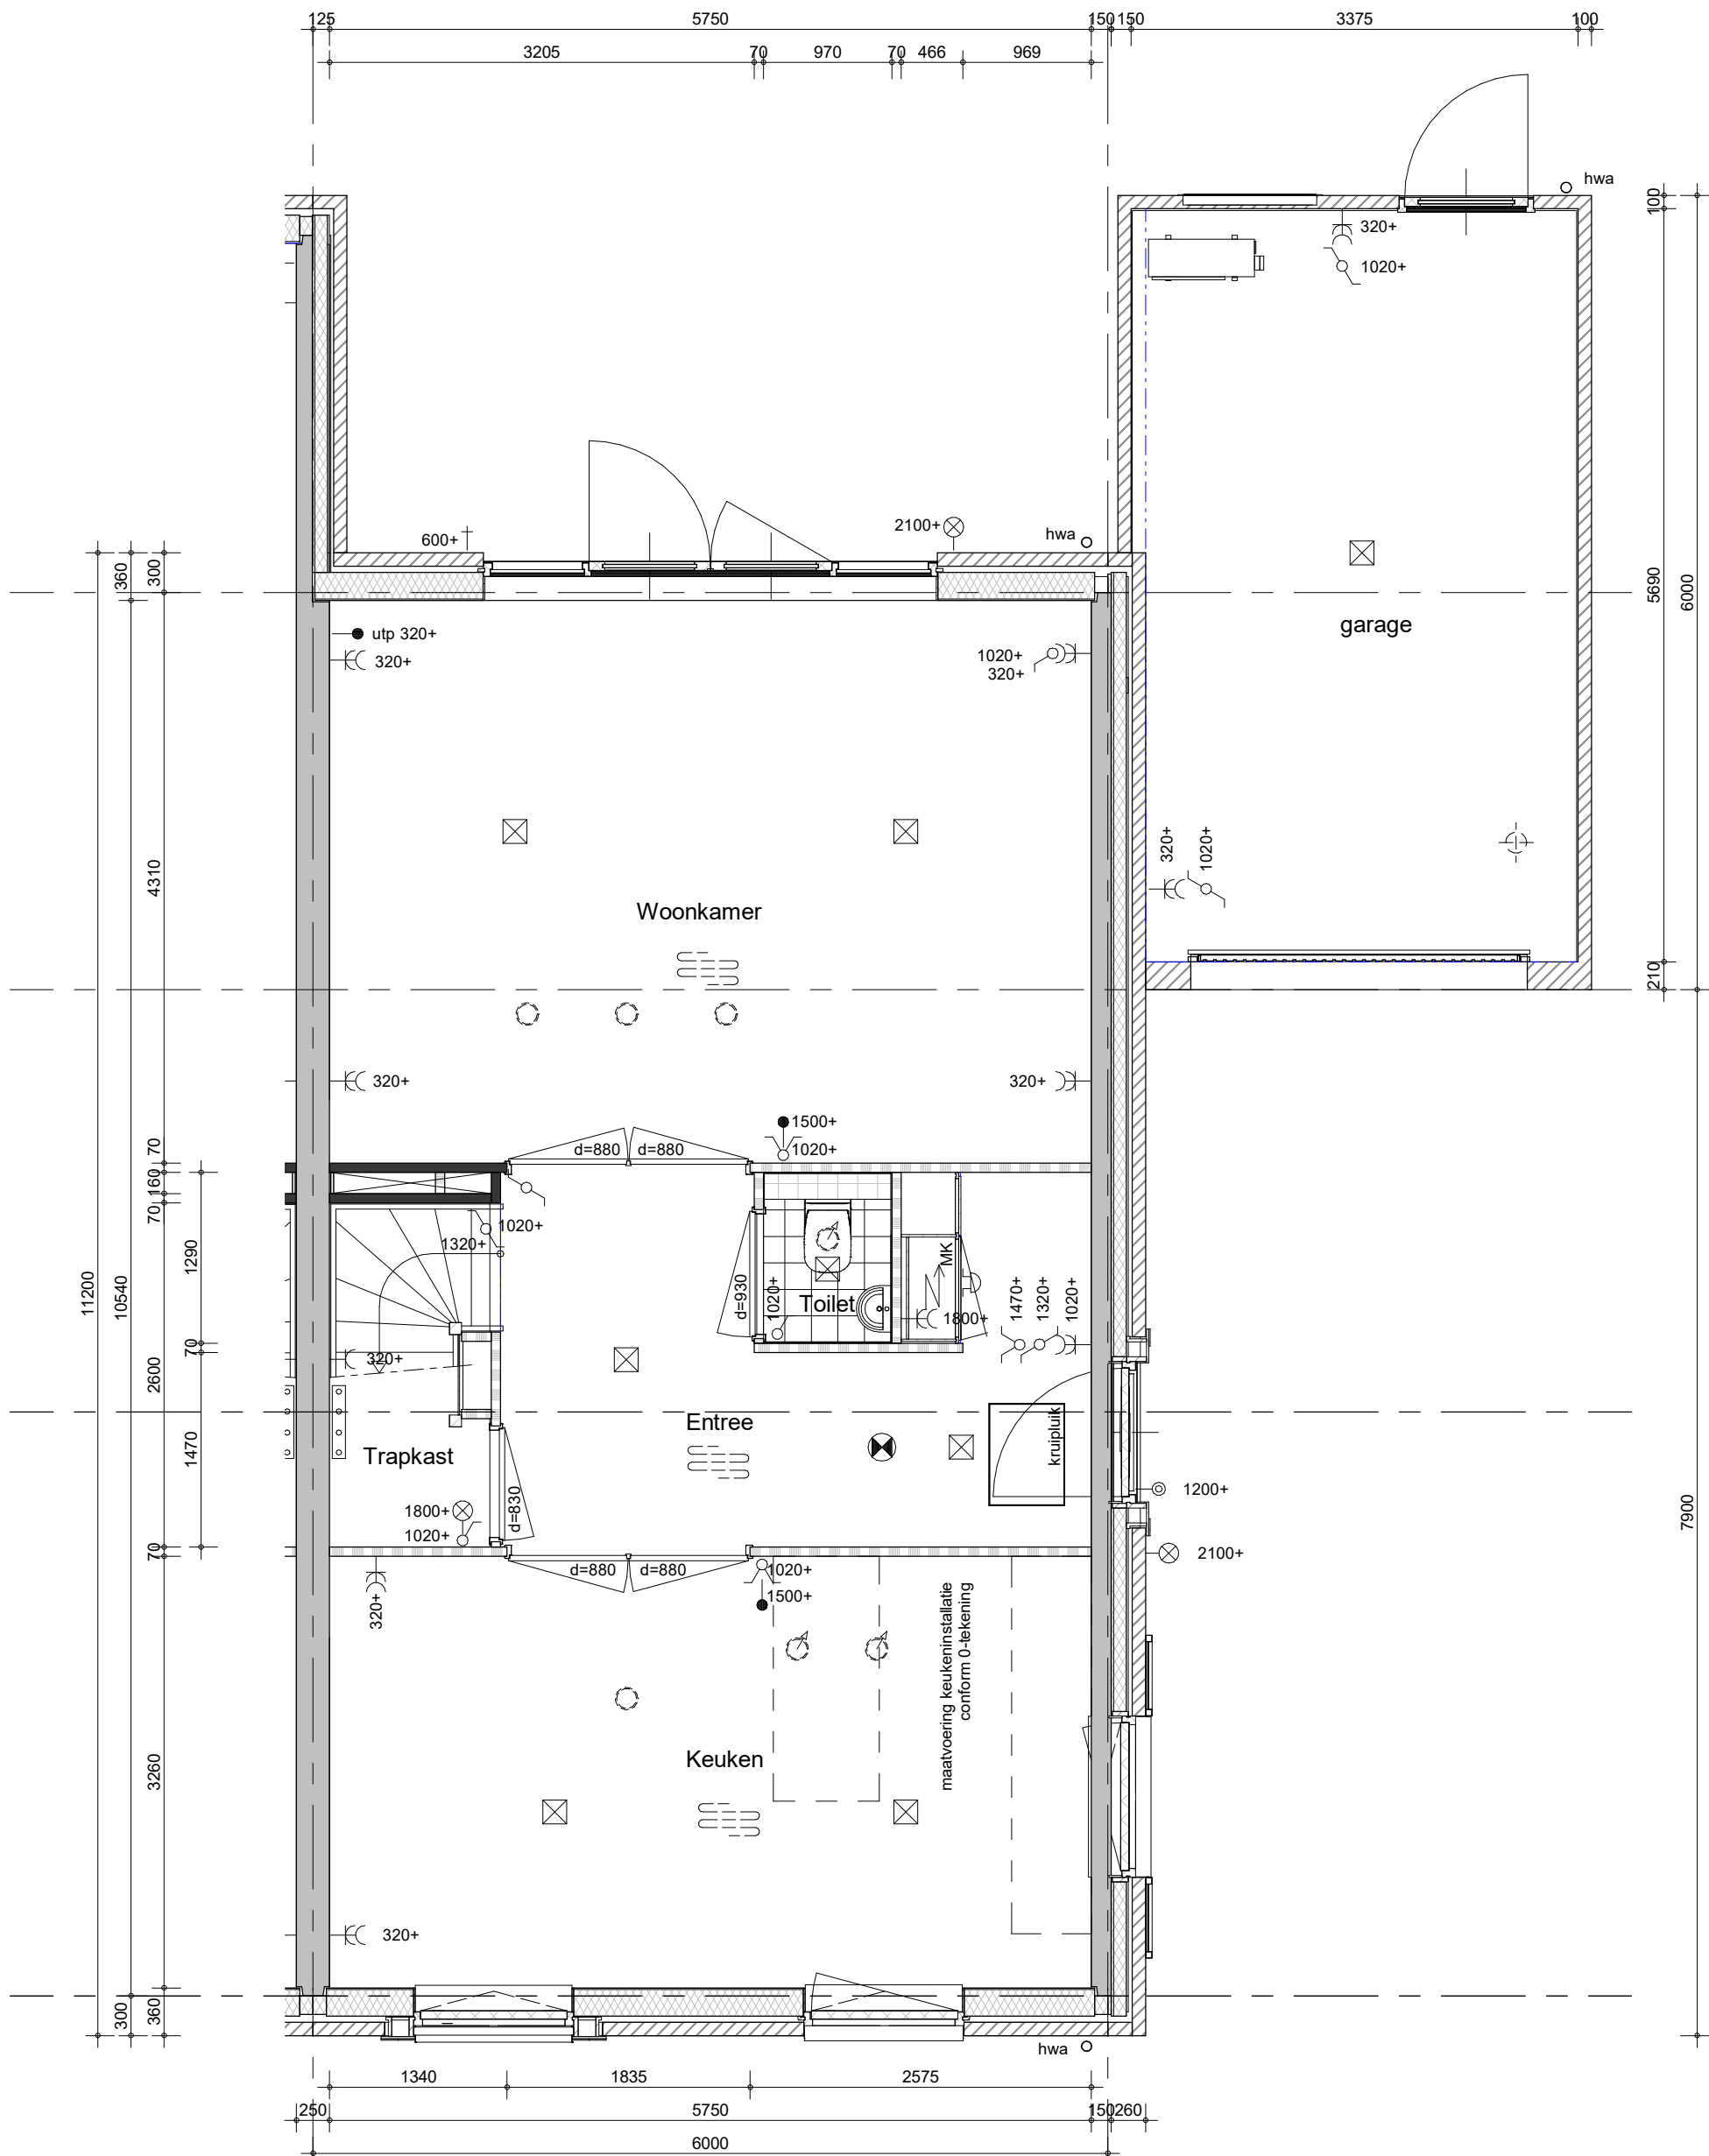 125 5750 150 150 3375 100
3205 70 970 70 466 969
hwa
100
320+
1020+
600+
2100+
hwa
360
300
5690
6000
garage
utp 320+
320+
1020+
320+
320+
1020+
4310
Woonkamer
210
320+
320+
1500+
1020+
d=880 d=880
70
160
70
1020+
1320+
1290
11200
10540
MK
d=930
1020+
Toilet
1800+
1470+
1320+
1020+
320+
70
2600
Entree
kruipluik
1470
Trapkast
1200+
1800+
1020+
d=830
7900
70
2100+
d=880 d=880
1020+
1500+
320+
maatvoering keukeninstallatie
conform 0-tekening
3260
Keuken
320+
300
360
hwa
1340 1835 2575
250 5750 150 260
6000